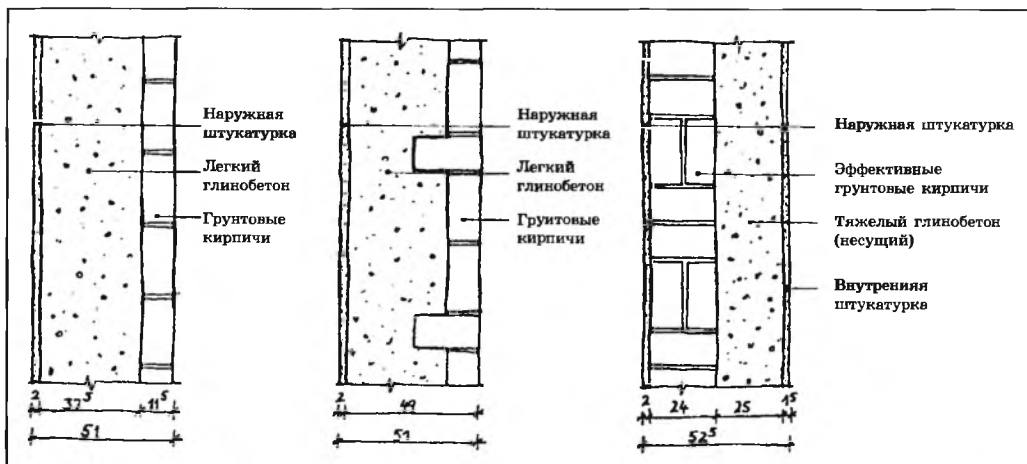 Наружная
штукатурка
Легкий
глинобетон
Грунтовые
кирпичи
2 37⁵ 11⁵
51
Наружная
штукатурка
Легкий
глинобетон
Грунтовые
кирпичи
2 49
51
Наружная штукатурка
Эффективные
грунтовые кирпичи
Тяжелый глинобетон
(несущий)
Внутренняя
штукатурка
2 24 25 1⁵
52⁵